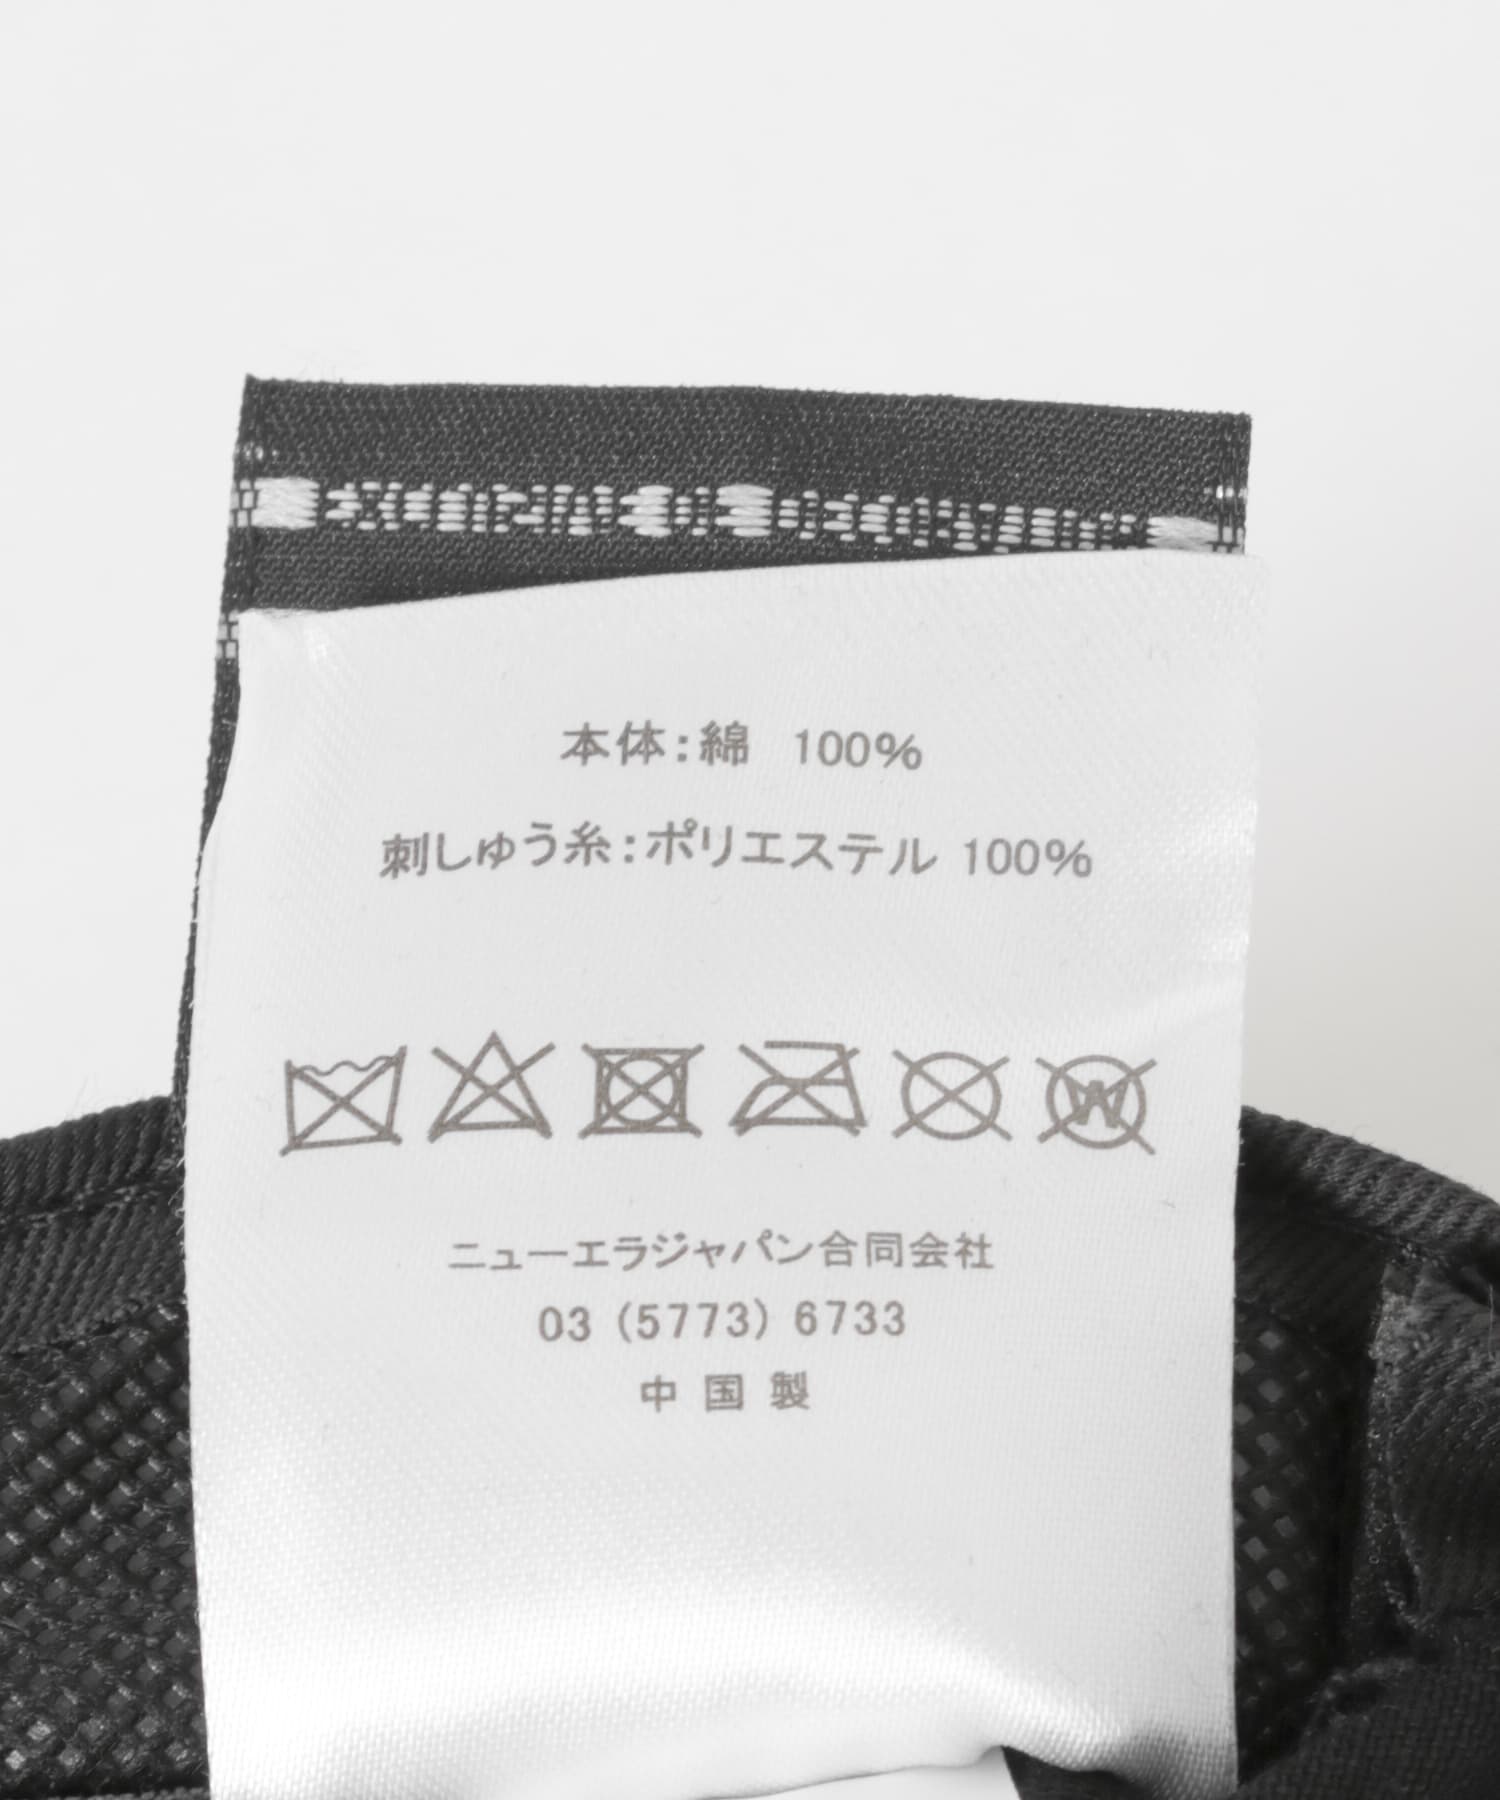 本体:綿 100%
刺しゅう糸:ポリエステル 100%
W
ニューエラジャパン合同会社
03 (5773) 6733
中国製